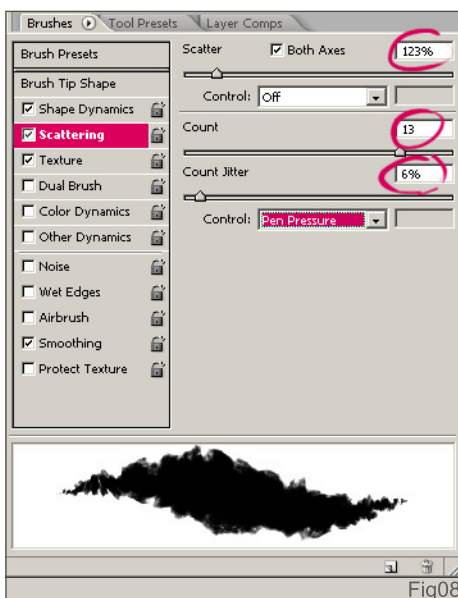 Brushes Tool Presets Layer Comps
Brush Presets
Brush Tip Shape
Shape Dynamics
Scattering
Texture
Dual Brush
Color Dynamics
Other Dynamics
Noise
Wet Edges
Airbrush
Smoothing
Protect Texture
Scatter Both Axes 123%
Control: Off
Count 13
Count Jitter 6%
Control: Pen Pressure
Fig08